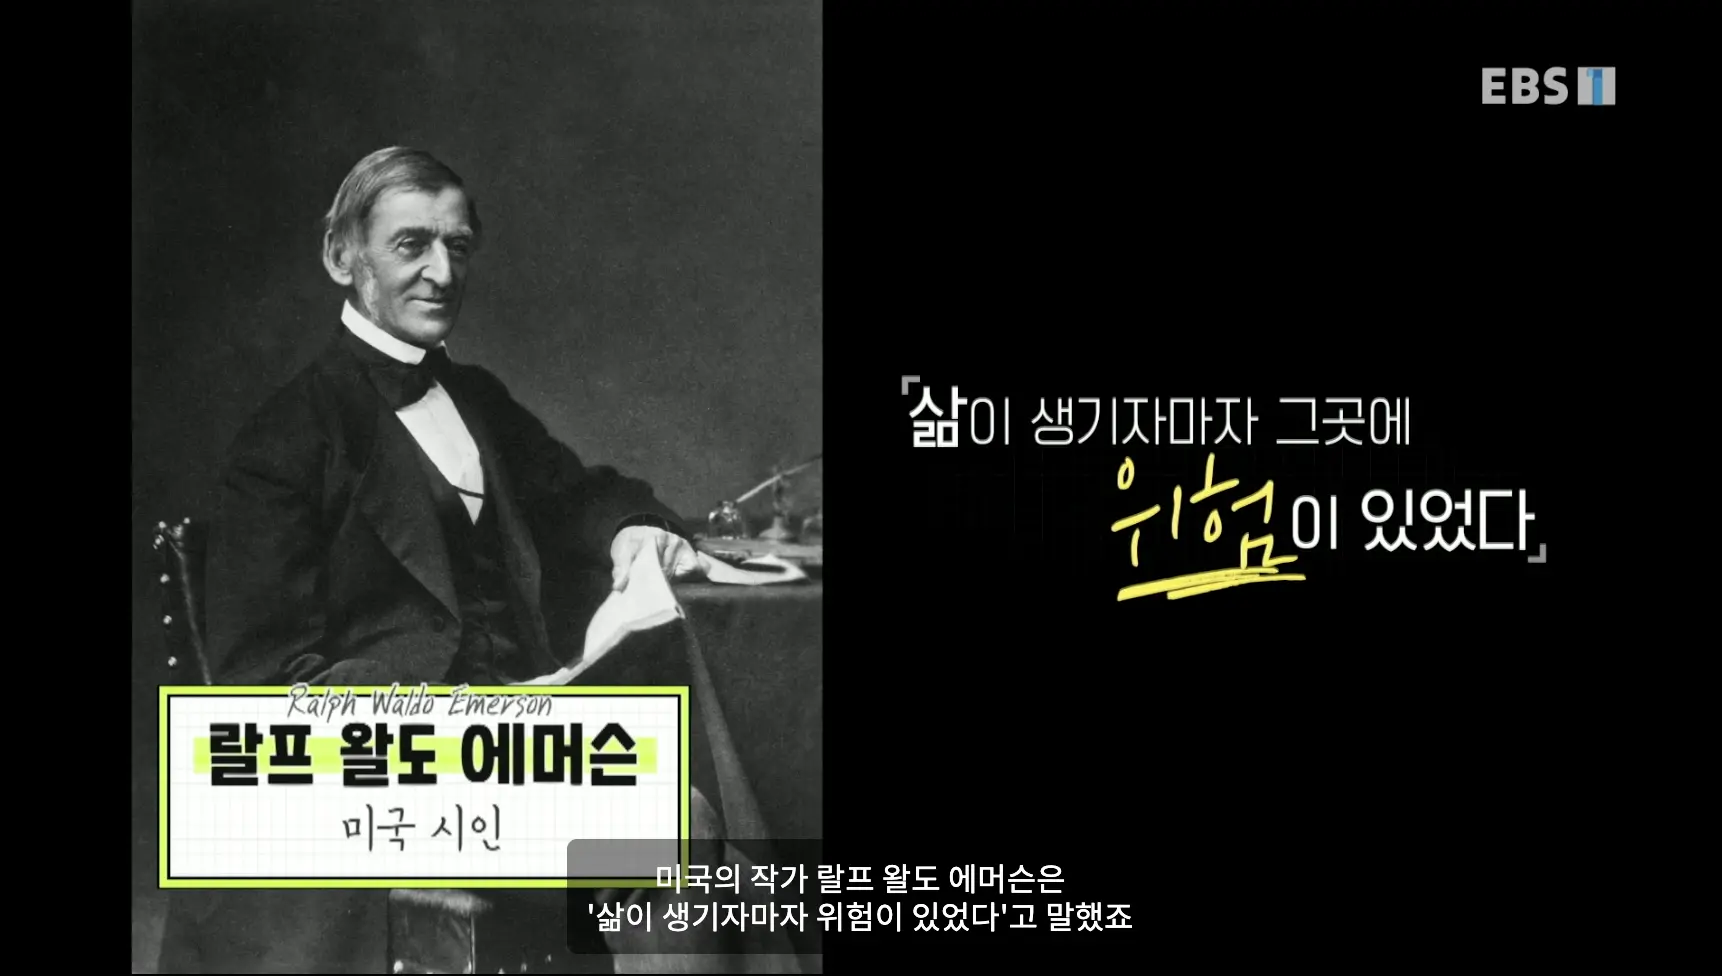 EBS 1
「삶이 생기자마자 그곳에
위험이 있었다」
Ralph Waldo Emerson
랄프 왈도 에머슨
미국 시인
미국의 작가 랄프 왈도 에머슨은
'삶이 생기자마자 위험이 있었다'고 말했죠